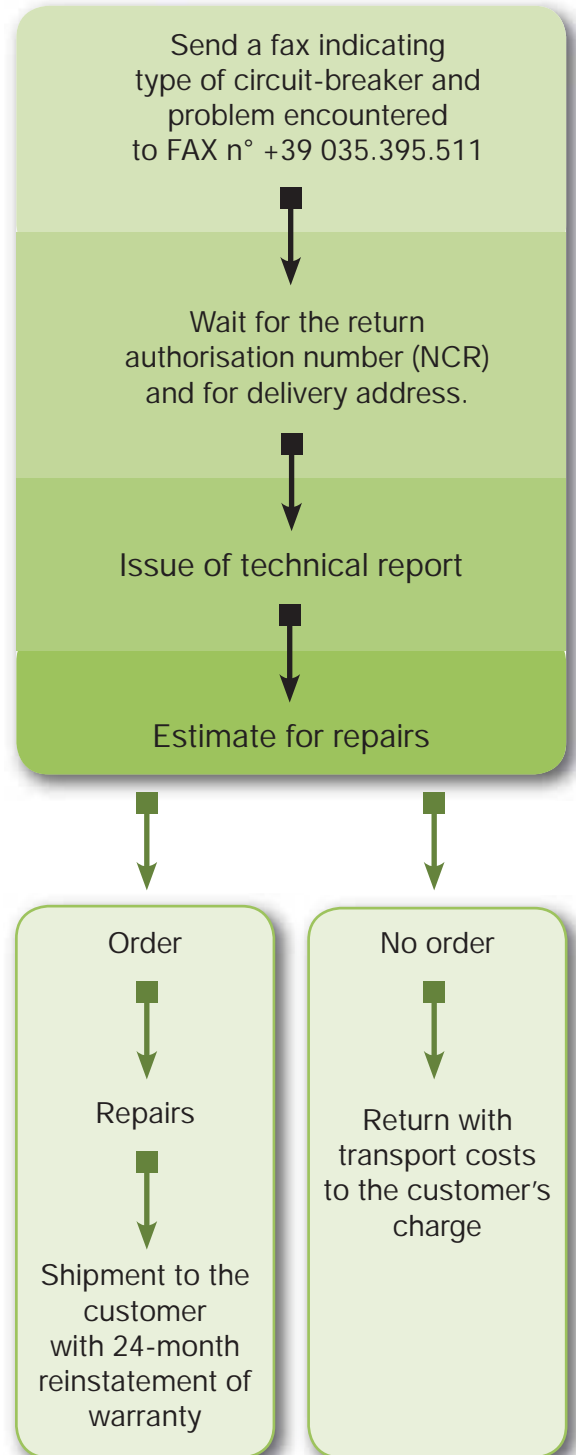 Send a fax indicating
type of circuit-breaker and
problem encountered
to FAX n° +39 035.395.511
Wait for the return
authorisation number (NCR)
and for delivery address.
Issue of technical report
Estimate for repairs
Order
Repairs
Shipment to the
customer
with 24-month
reinstatement of
warranty
No order
Return with
transport costs
to the customer's
charge